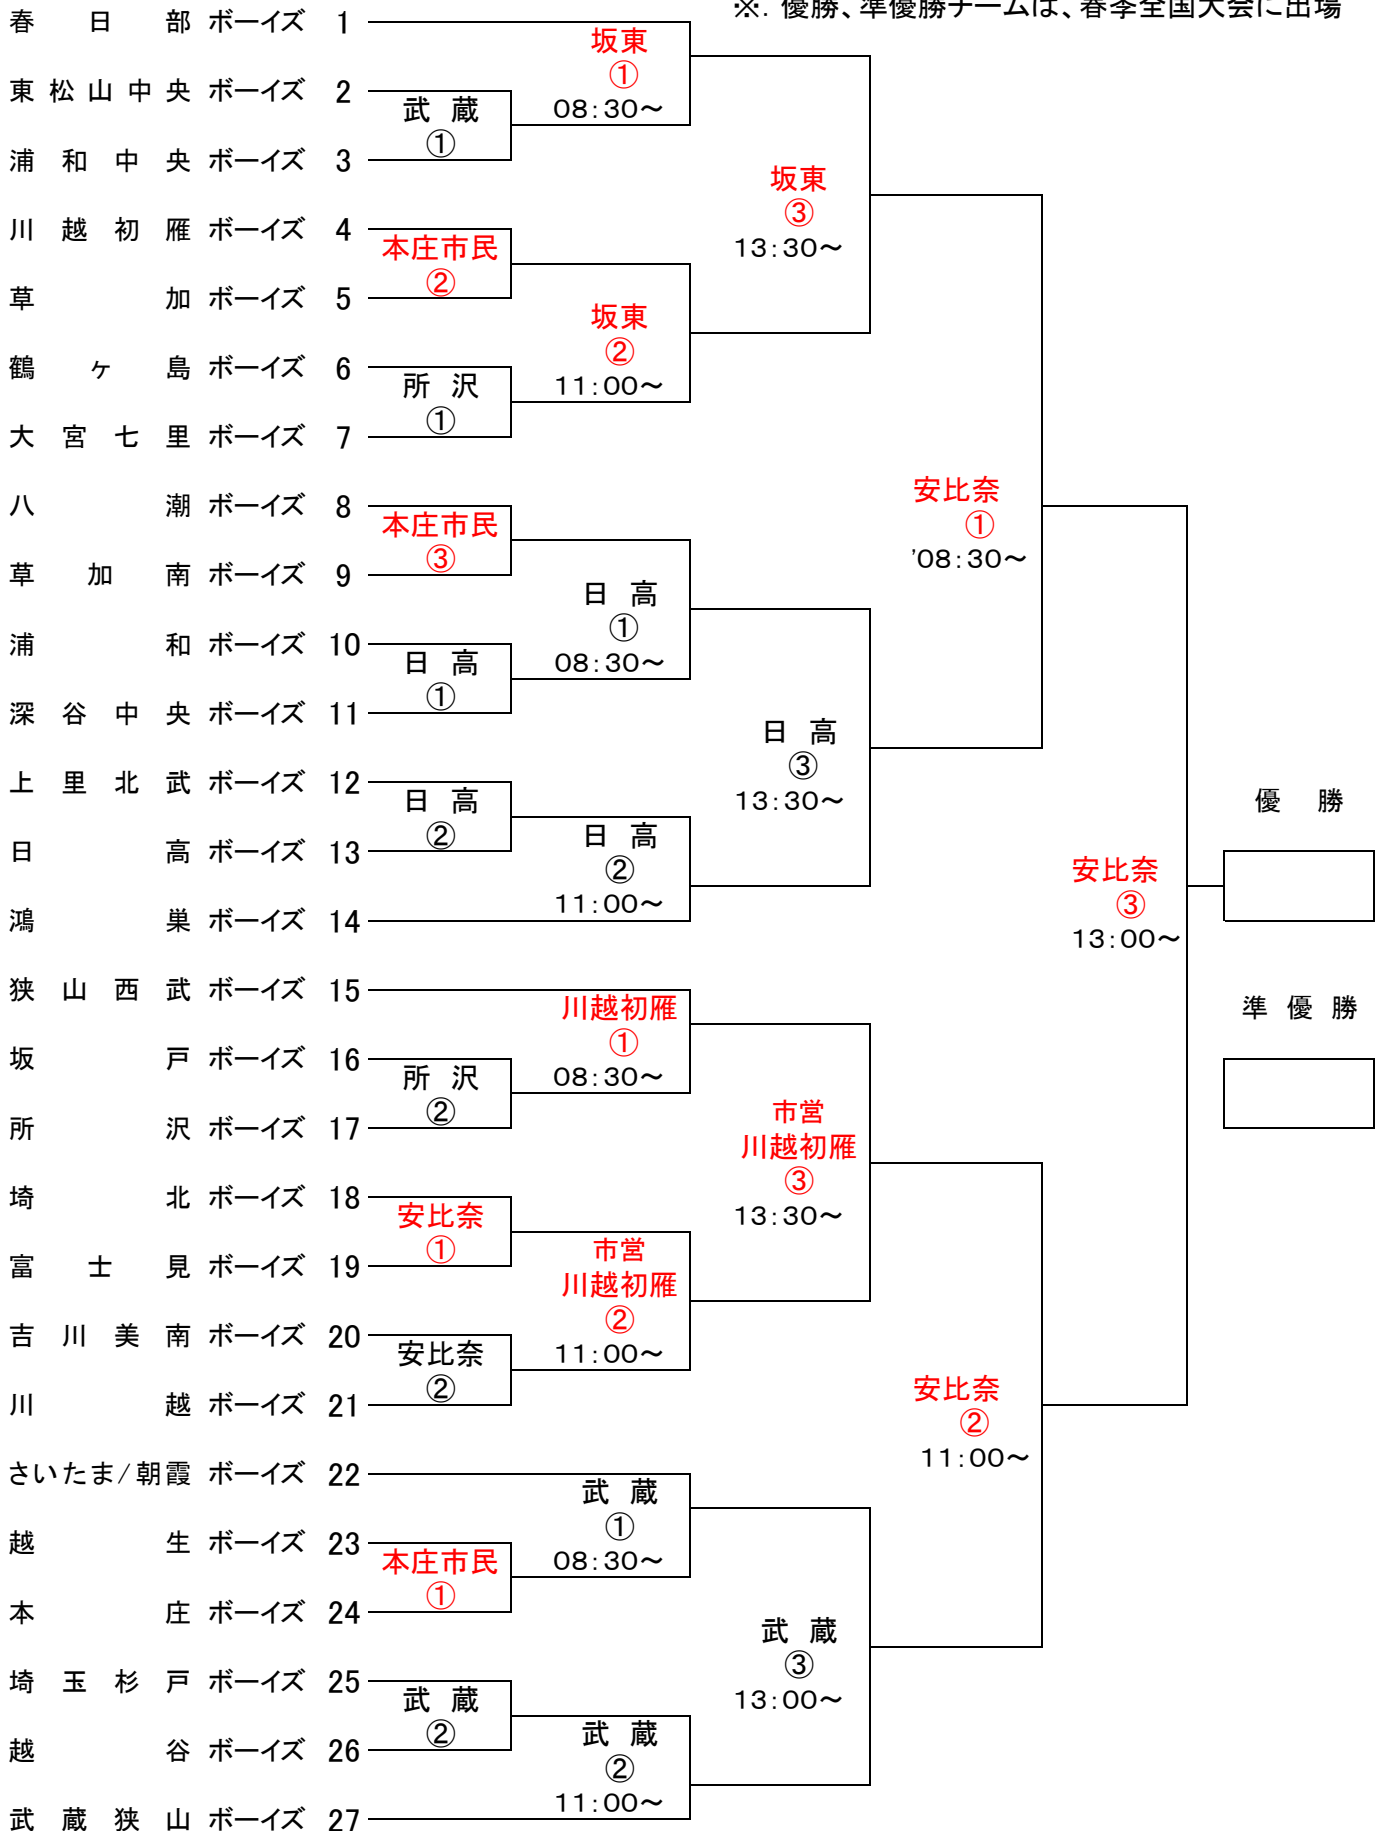 ※. 優勝、準優勝チームは、春季全国大会に出場
春日部ボーイズ 1
東松山中央ボーイズ 2
浦和中央ボーイズ 3
川越初雁ボーイズ 4
草加ボーイズ 5
鶴ヶ島ボーイズ 6
大宮七里ボーイズ 7
八潮ボーイズ 8
草加南ボーイズ 9
浦和ボーイズ 10
深谷中央ボーイズ 11
上里北武ボーイズ 12
日高ボーイズ 13
鴻巣ボーイズ 14
狭山西武ボーイズ 15
坂戸ボーイズ 16
所沢ボーイズ 17
埼北ボーイズ 18
富士見ボーイズ 19
吉川美南ボーイズ 20
川越ボーイズ 21
さいたま/朝霞ボーイズ 22
越生ボーイズ 23
本庄ボーイズ 24
埼玉杉戸ボーイズ 25
越谷ボーイズ 26
武蔵狭山ボーイズ 27
武蔵
①
本庄市民
②
所沢
①
本庄市民
③
日高
①
日高
②
所沢
②
安比奈
①
安比奈
②
本庄市民
①
武蔵
②
坂東
①
08:30～
坂東
②
11:00～
日高
①
08:30～
日高
②
11:00～
川越初雁
①
08:30～
市営
川越初雁
②
11:00～
武蔵
①
08:30～
武蔵
②
11:00～
坂東
③
13:30～
日高
③
13:30～
市営
川越初雁
③
13:30～
武蔵
③
13:00～
安比奈
①
'08:30～
安比奈
②
11:00～
安比奈
③
13:00～
優勝
準優勝